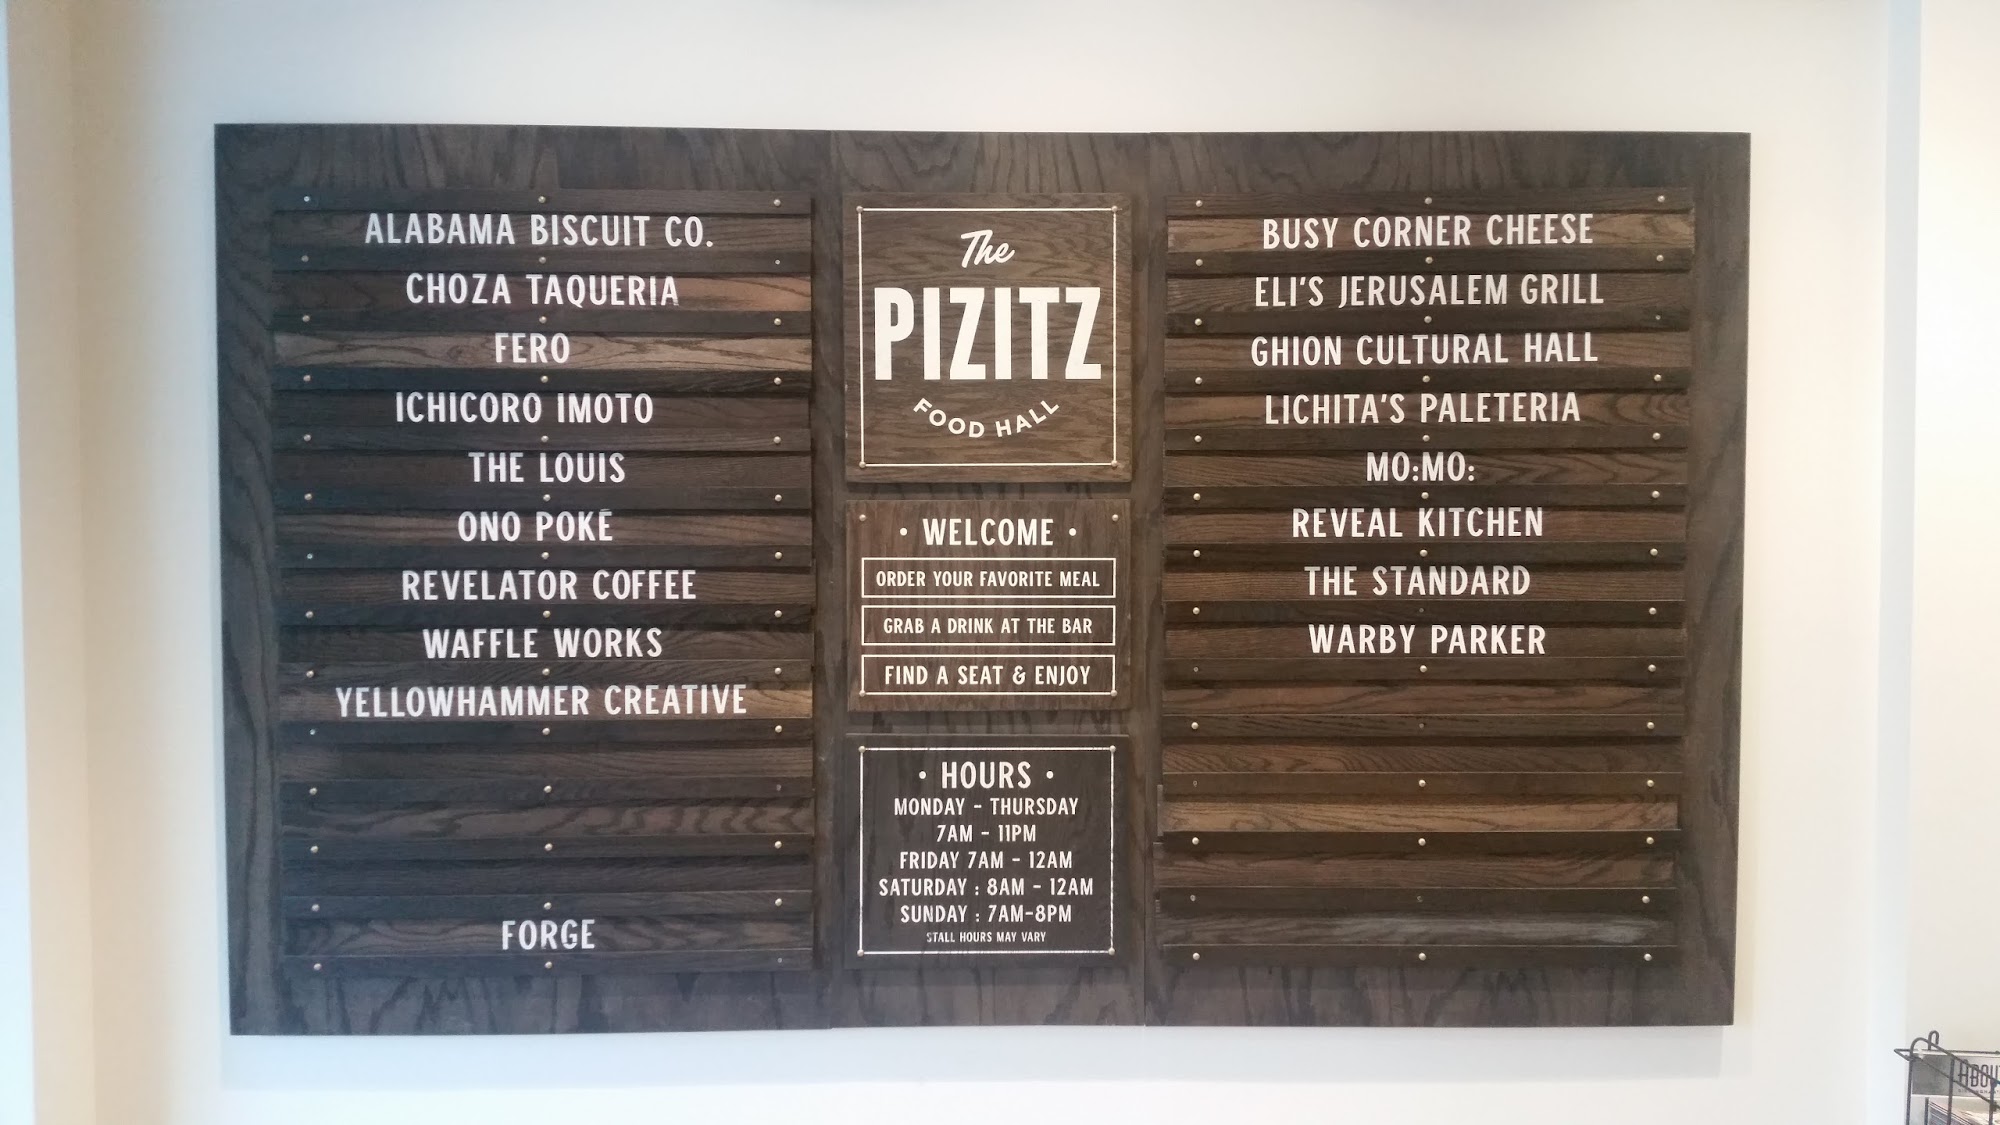 ALABAMA BISCUIT CO.
CHOZA TAQUERIA
FERO
ICHICORO IMOTO
THE LOUIS
ONO POKÉ
REVELATOR COFFEE
WAFFLE WORKS
YELLOWHAMMER CREATIVE
FORGE
The
PIZITZ
FOOD HALL
• WELCOME •
ORDER YOUR FAVORITE MEAL
GRAB A DRINK AT THE BAR
FIND A SEAT & ENJOY
• HOURS •
MONDAY - THURSDAY
7AM - 11PM
FRIDAY 7AM - 12AM
SATURDAY : 8AM - 12AM
SUNDAY : 7AM-8PM
STALL HOURS MAY VARY
BUSY CORNER CHEESE
ELI'S JERUSALEM GRILL
GHION CULTURAL HALL
LICHITA'S PALETERIA
MO:MO:
REVEAL KITCHEN
THE STANDARD
WARBY PARKER